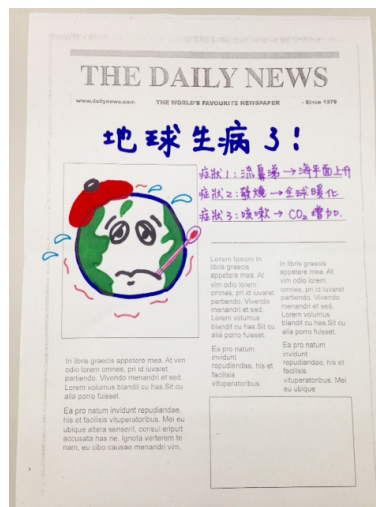 THE DAILY NEWS
www.dailynews.com THE WORLD'S FAVOURITE NEWSPAPER - Since 1879
地球生病了!
症狀1:流鼻涕→海平面上升
症狀2:發燒→全球暖化
症狀3:咳嗽→CO₂增加.
Lorem Ipsum In
libris graecis
appetere mea. At
vim odio lorem
omnes, pri id iuvaret
partiendo. Vivendo
menandri et sed.
Lorem volumus
blandit cu has.Sit cu
alia porro fuisset.
Ea pro natum
invidunt
repudiandae, his et
facilisis
vituperatoribus.
libris graecis
appetere mea. At
vim odio lorem
omnes, pri id iuvaret
partiendo. Vivendo
menandri et sed.
Lorem volumus
blandit cu has.Sit cu
alia porro fuisset.
Ea pro natum
invidunt
repudiandae, his et
facilisis
vituperatoribus. Mei
eu ubique
In libris graecis appetere mea. At vim
odio lorem omnes, pri id iuvaret
partiendo. Vivendo menandri et sed.
Lorem volumus blandit cu has.Sit cu
alia porro fuisset.
Ea pro natum invidunt repudiandae,
his et facilisis vituperatoribus. Mei eu
ubique altera senserit, consul eripuit
accusata has ne. Ignota verterem te
nam, eu cibo causae menandri vim.